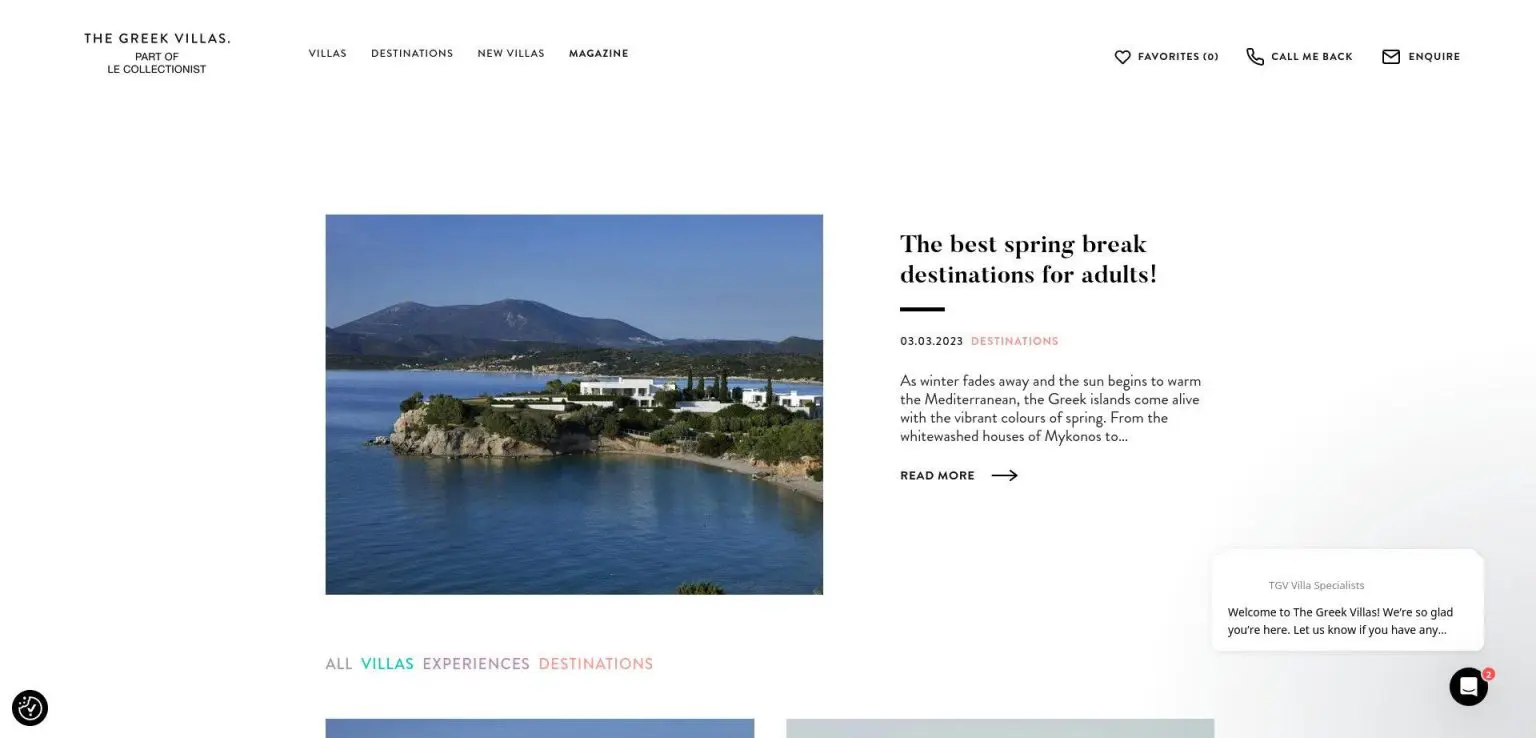 THE GREEK VILLAS.
PART OF
LE COLLECTIONIST
VILLAS DESTINATIONS NEW VILLAS MAGAZINE
FAVORITES (0) CALL ME BACK ENQUIRE
The best spring break
destinations for adults!
03.03.2023 DESTINATIONS
As winter fades away and the sun begins to warm
the Mediterranean, the Greek islands come alive
with the vibrant colours of spring. From the
whitewashed houses of Mykonos to...
READ MORE
TGV Villa Specialists
Welcome to The Greek Villas! We’re so glad
you’re here. Let us know if you have any...
ALL VILLAS EXPERIENCES DESTINATIONS
2